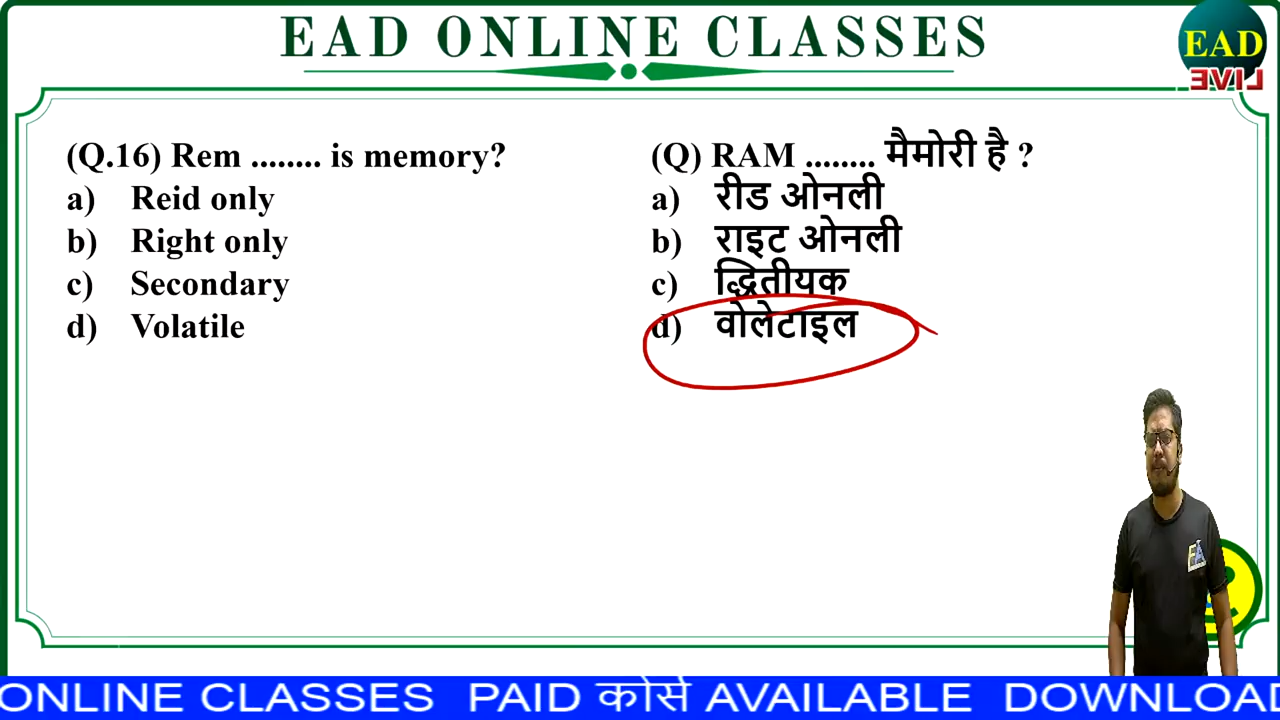 EAD ONLINE CLASSES
EAD
LIVE
(Q.16) Rem ........ is memory?
a) Reid only
b) Right only
c) Secondary
d) Volatile
(Q) RAM ........ मैमोरी है ?
a) रीड ओनली
b) राइट ओनली
c) द्धितीयक
d) वोलेटाइल
ONLINE CLASSES PAID कोर्स AVAILABLE DOWNLOAD